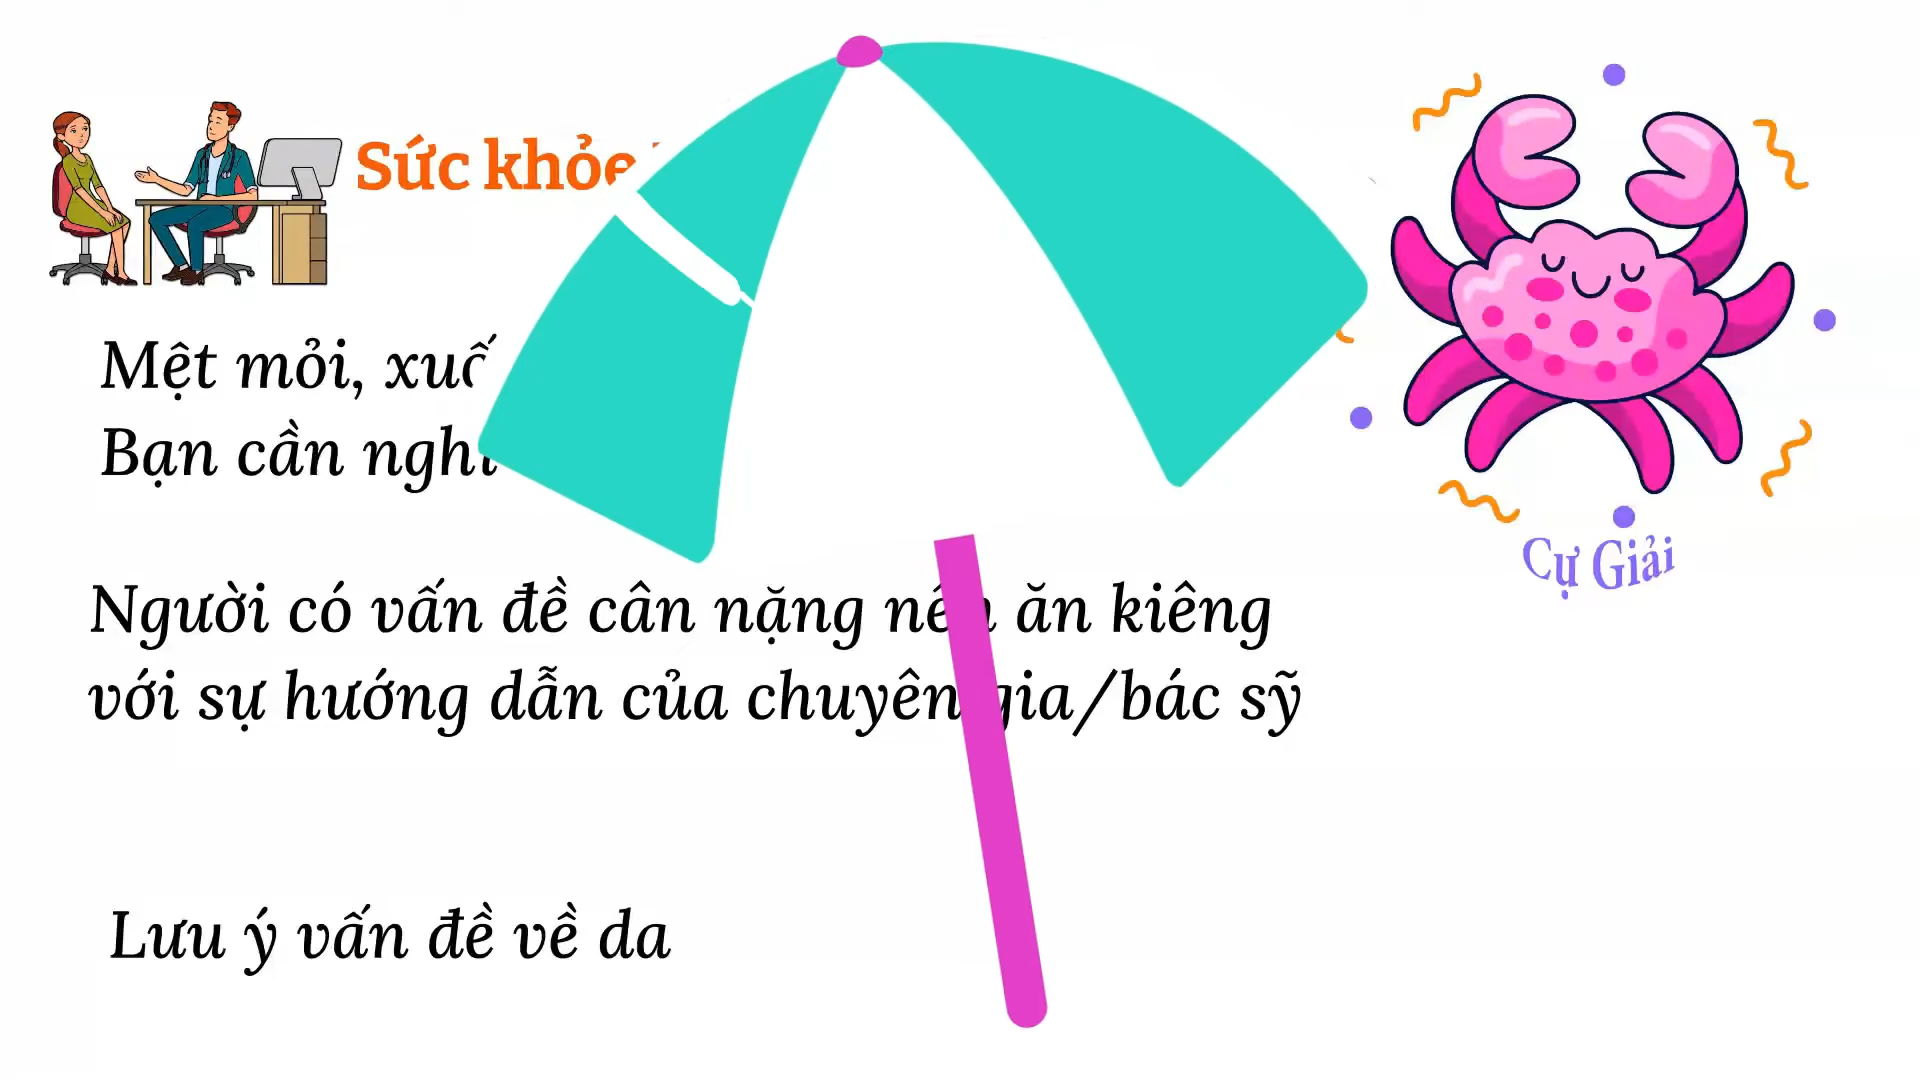 Sức khỏe
Mệt mỏi,
Bạn cần
Người có vấn đề cân nặng nên ăn kiêng
với sự hướng dẫn của chuyên gia/bác sỹ
Lưu ý vấn đề về da
Cự Giải